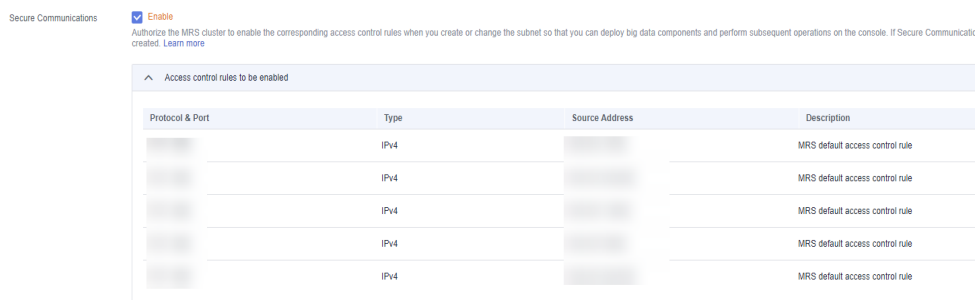 Secure Communications
Enable
Authorize the MRS cluster to enable the corresponding access control rules when you create or change the subnet so that you can deploy big data components and perform subsequent operations on the console. If Secure
created. Learn more
Access control rules to be enabled
Protocol & Port Type Source Address Description
IPv4 MRS default access control rule
IPv4 MRS default access control rule
IPv4 MRS default access control rule
IPv4 MRS default access control rule
IPv4 MRS default access control rule